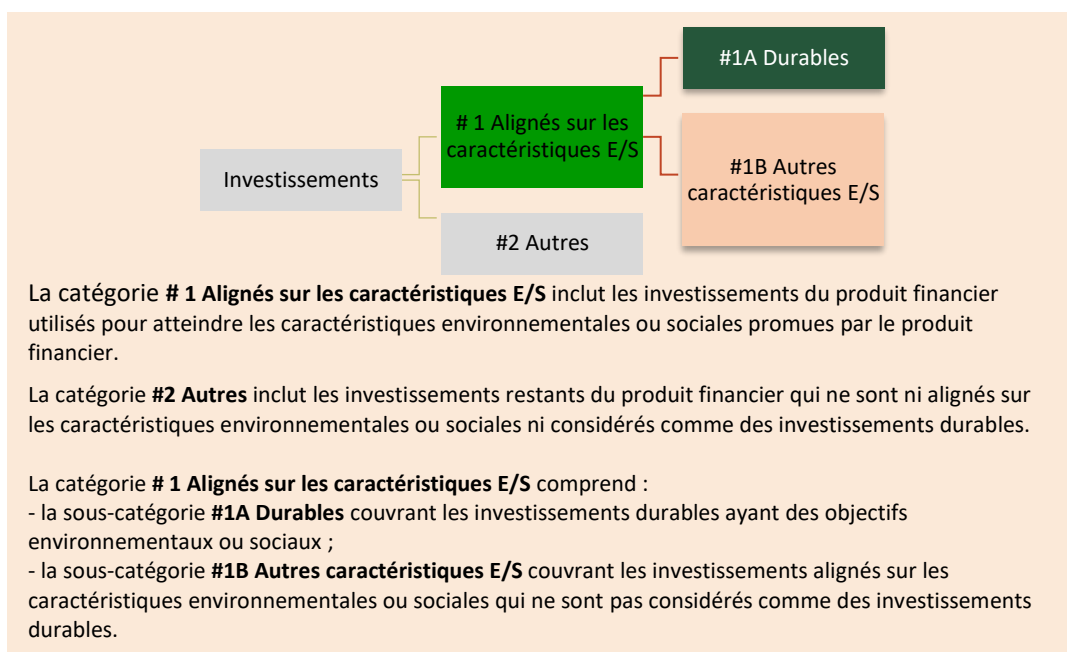 #1A Durables
# 1 Alignés sur les
caractéristiques E/S
Investissements
#1B Autres
caractéristiques E/S
#2 Autres
La catégorie # 1 Alignés sur les caractéristiques E/S inclut les investissements du produit financier
utilisés pour atteindre les caractéristiques environnementales ou sociales promues par le produit
financier.
La catégorie #2 Autres inclut les investissements restants du produit financier qui ne sont ni alignés sur
les caractéristiques environnementales ou sociales ni considérés comme des investissements durables.
La catégorie # 1 Alignés sur les caractéristiques E/S comprend :
- la sous-catégorie #1A Durables couvrant les investissements durables ayant des objectifs
environnementaux ou sociaux ;
- la sous-catégorie #1B Autres caractéristiques E/S couvrant les investissements alignés sur les
caractéristiques environnementales ou sociales qui ne sont pas considérés comme des investissements
durables.